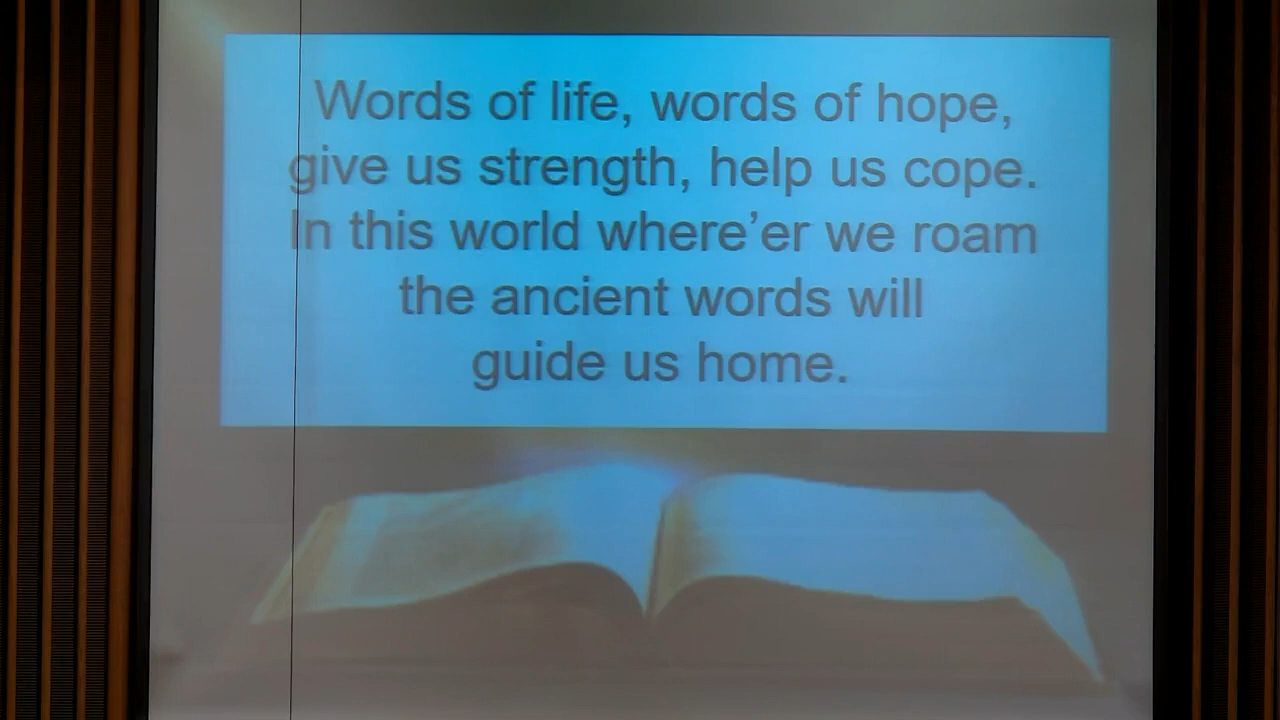 Words of life, words of hope,
give us strength, help us cope.
In this world where’er we roam
the ancient words will
guide us home.